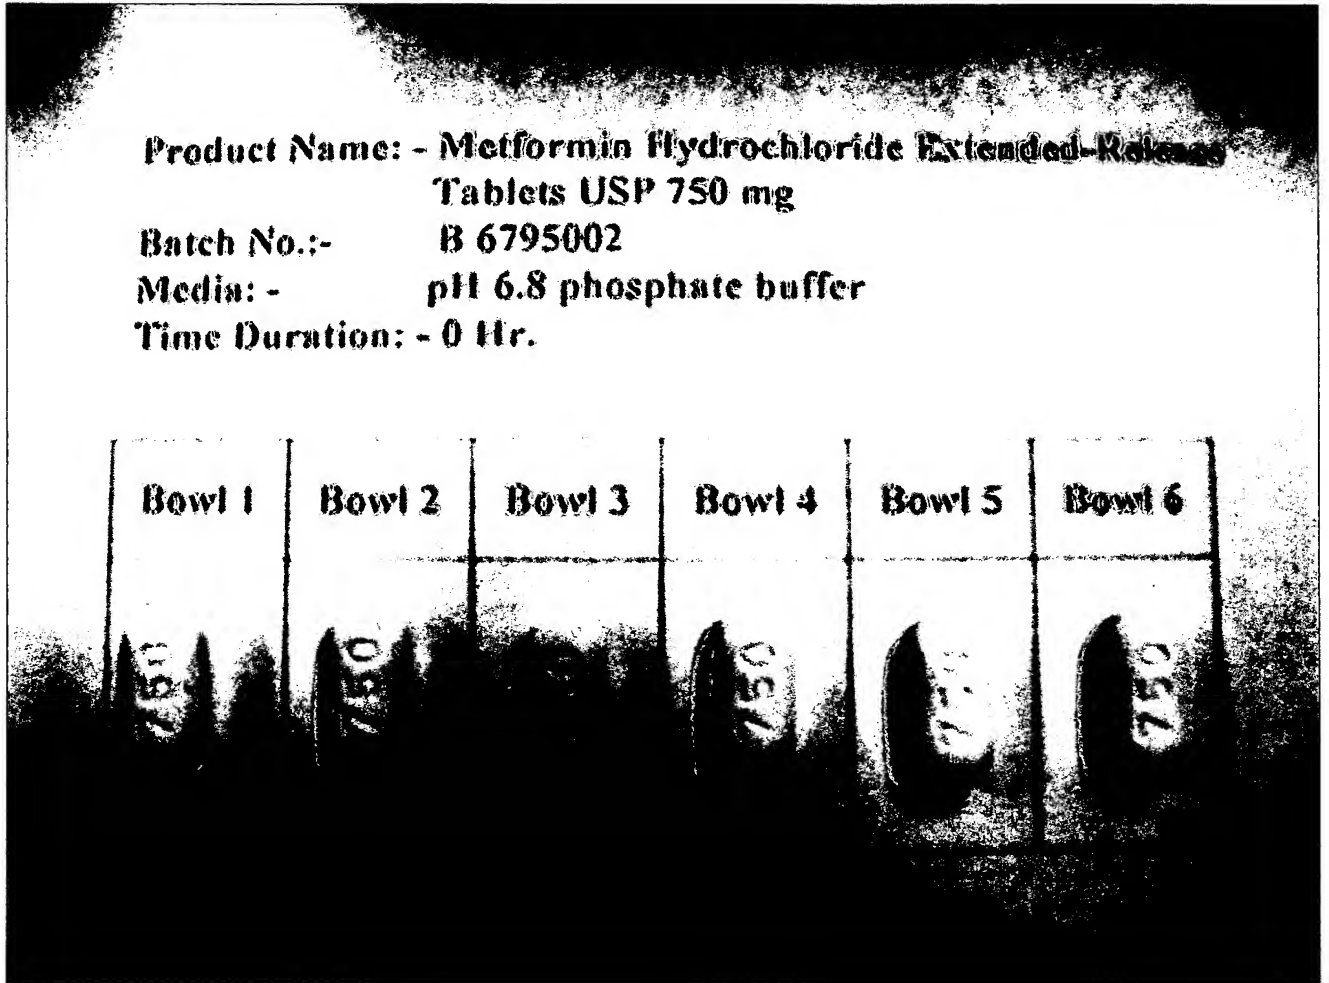 Product Name: - Metformin Hydrochloride Extended-Release
Tablets USP 750 mg
Batch No.:- B 6795002
Media: - pH 6.8 phosphate buffer
Time Duration: - 0 Hr.
Bowl 1 Bowl 2 Bowl 3 Bowl 4 Bowl 5 Bowl 6
750 750 750 750 750